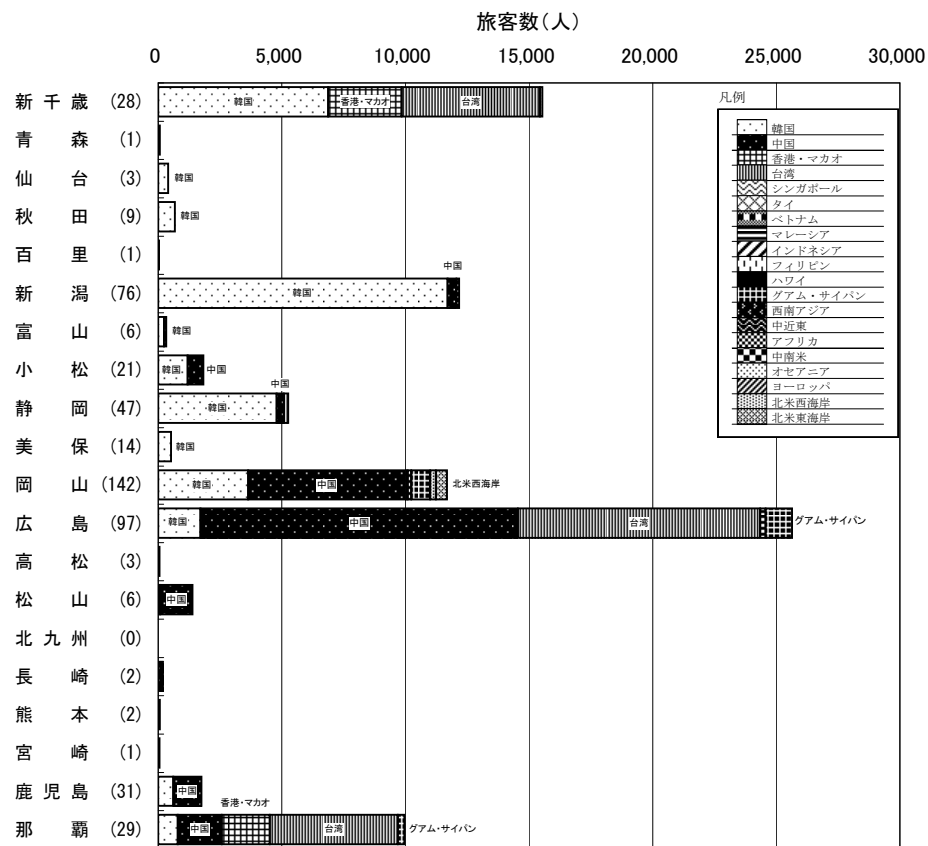 旅客数(人)
0 5,000 10,000 15,000 20,000 25,000 30,000
新千歳 (28) 韓国 香港・マカオ 台湾
青森 (1)
仙台 (3) 韓国
秋田 (9) 韓国
百里 (1)
中国
新潟 (76) 韓国
富山 (6) 韓国
小松 (21) 韓国 中国
中国
静岡 (47) 韓国
美保 (14) 韓国
岡山 (142) 韓国 中国 北米西海岸
広島 (97) 韓国 中国 台湾 グアム・サイパン
高松 (3)
松山 (6) 中国
北九州 (0)
長崎 (2)
熊本 (2)
宮崎 (1)
鹿児島 (31) 中国
香港・マカオ
那覇 (29) 中国 台湾 グアム・サイパン
凡例
韓国
中国
香港・マカオ
台湾
シンガポール
タイ
ベトナム
マレーシア
インドネシア
フィリピン
ハワイ
グアム・サイパン
西南アジア
中近東
アフリカ
中南米
オセアニア
ヨーロッパ
北米西海岸
北米東海岸